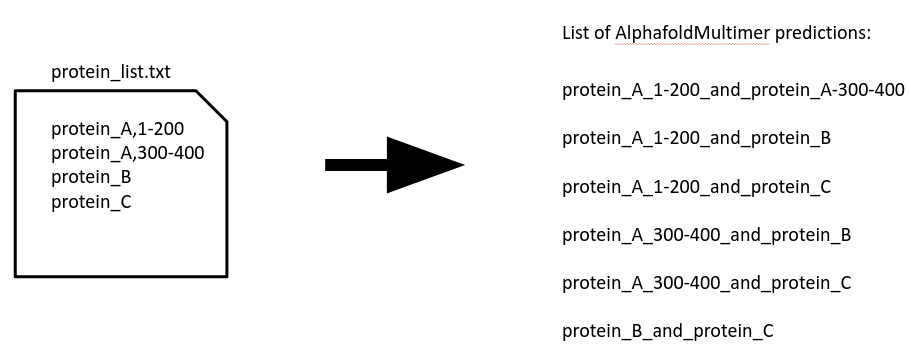 protein_list.txt
protein_A,1-200
protein_A,300-400
protein_B
protein_C
List of AlphafoldMultimer predictions:
protein_A_1-200_and_protein_A-300-400
protein_A_1-200_and_protein_B
protein_A_1-200_and_protein_C
protein_A_300-400_and_protein_B
protein_A_300-400_and_protein_C
protein_B_and_protein_C